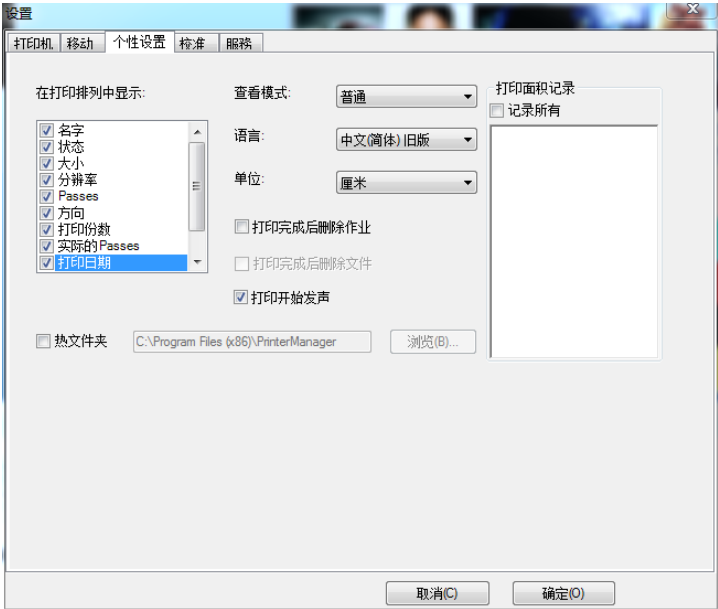 设置
打印机 移动 个性设置 校准 服務
在打印排列中显示:
名字
状态
大小
分辨率
Passes
方向
打印份数
实际的Passes
打印日期
查看模式: 普通
语言: 中文(简体) 旧版
单位: 厘米
打印完成后删除作业
打印完成后删除文件
打印开始发声
打印面积记录
记录所有
热文件夹 C:\Program Files (x86)\PrinterManager 浏览(B)...
取消(C) 确定(O)